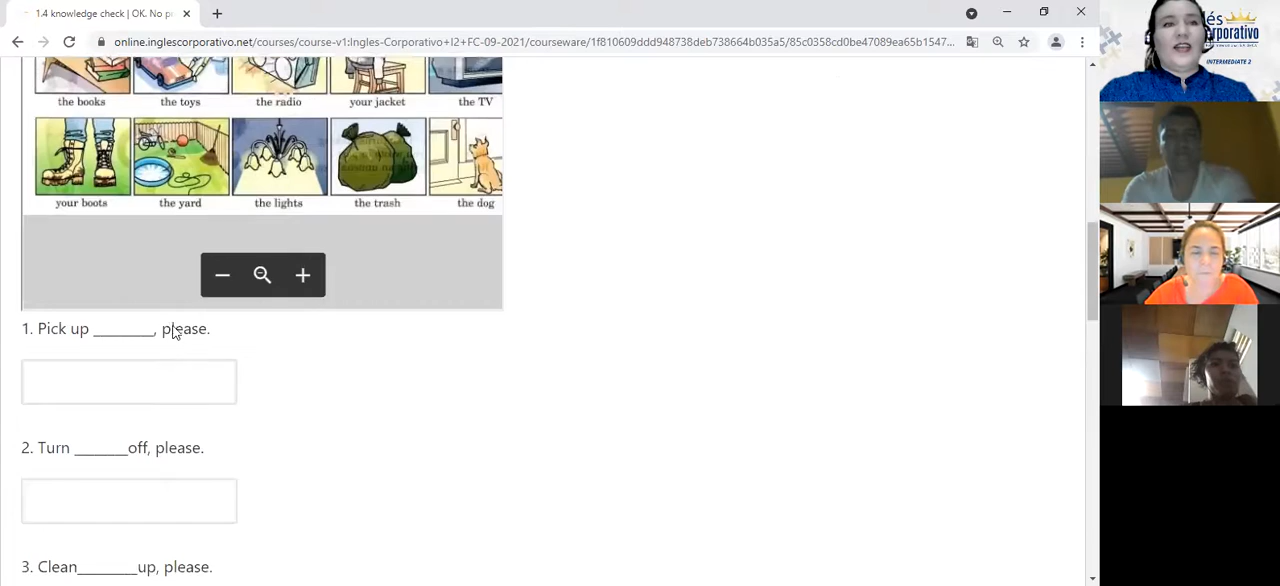 1.4 knowledge check | OK. No p
online.inglescorporativo.net/courses/course-v1:Ingles-Corporativo+I2+FC-09-2021/courseware/1f810609ddd948738deb738664b035a5/85c0358cd0be47089ea65b1547...
INTERMEDIATE 2
the books the toys the radio your jacket the TV
your boots the yard the lights the trash the dog
1. Pick up ________, please.
2. Turn _______off, please.
3. Clean________up, please.